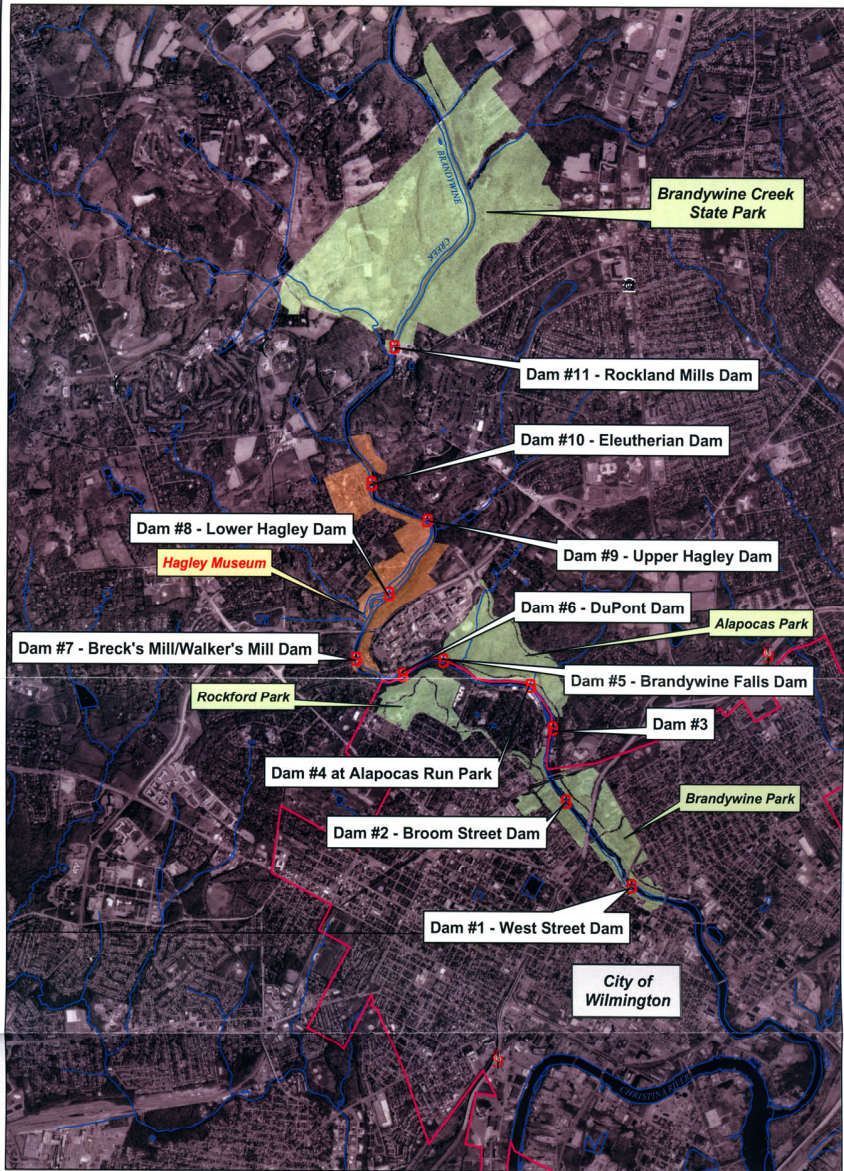 BRANDYWINE
CREEK
Brandywine Creek
State Park
Dam #11 - Rockland Mills Dam
Dam #10 - Eleutherian Dam
Dam #8 - Lower Hagley Dam
Dam #9 - Upper Hagley Dam
Hagley Museum
Dam #6 - DuPont Dam
Alapocas Park
Dam #7 - Breck's Mill/Walker's Mill Dam
Dam #5 - Brandywine Falls Dam
Rockford Park
Dam #3
Dam #4 at Alapocas Run Park
Brandywine Park
Dam #2 - Broom Street Dam
Dam #1 - West Street Dam
City of
Wilmington
CHRISTINA RIVER